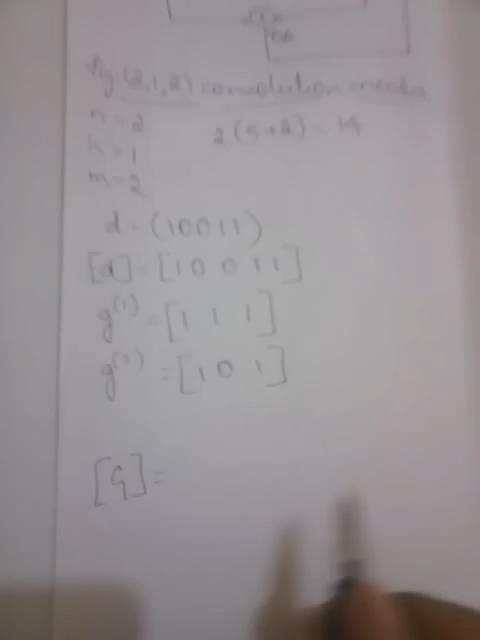 fig (2,1,2) convolution encoder
n = 2
2(5+2) = 14
k = 1
m = 2
d = (10011)
[d] = [1 0 0 1 1]
g(1) = [1 1 1]
g(2) = [1 0 1]
[G] =